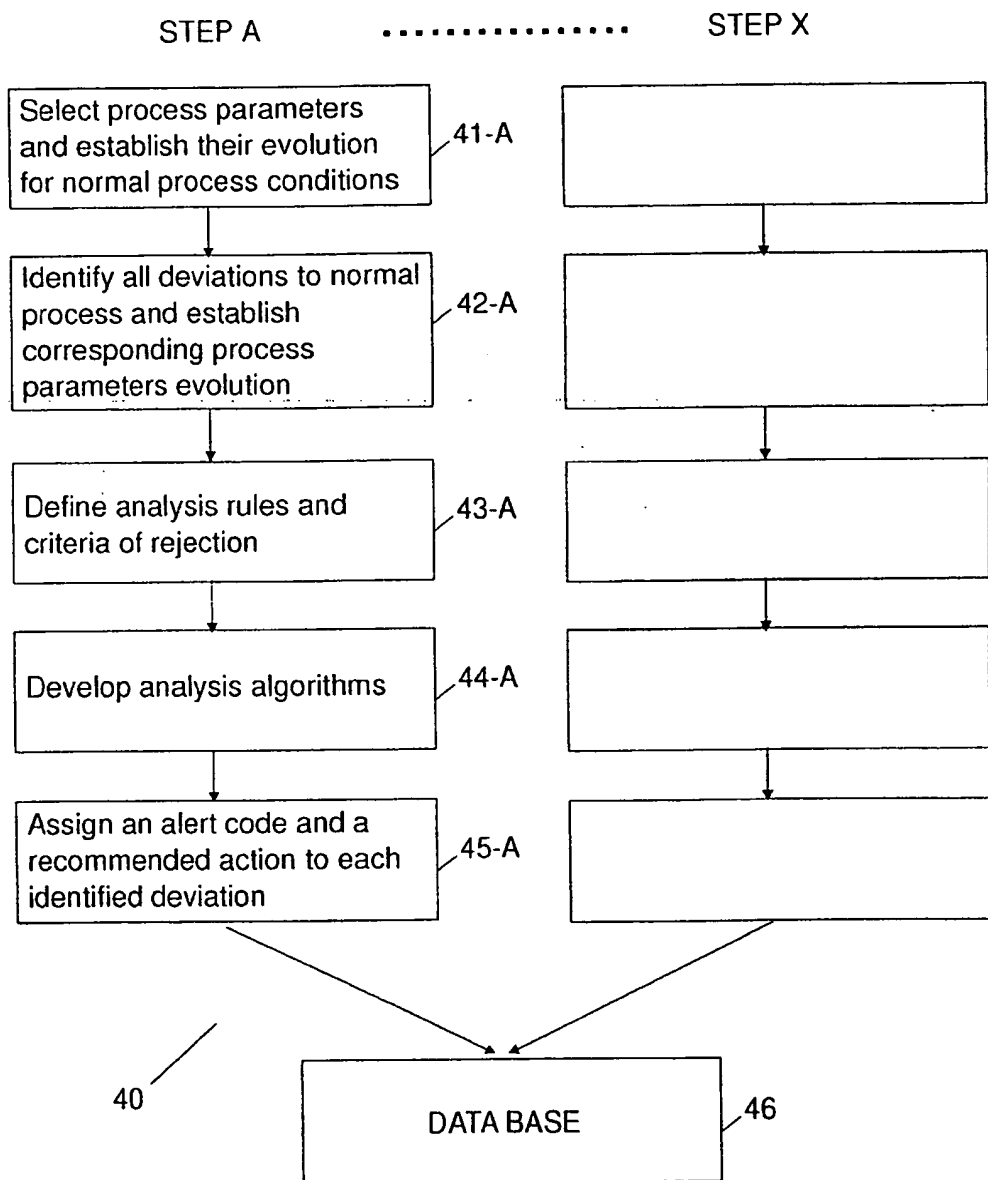 STEP A ............... STEP X
Select process parameters
and establish their evolution
for normal process conditions
41-A
Identify all deviations to normal
process and establish
corresponding process
parameters evolution
42-A
Define analysis rules and
criteria of rejection
43-A
Develop analysis algorithms
44-A
Assign an alert code and a
recommended action to each
identified deviation
45-A
40
DATA BASE
46